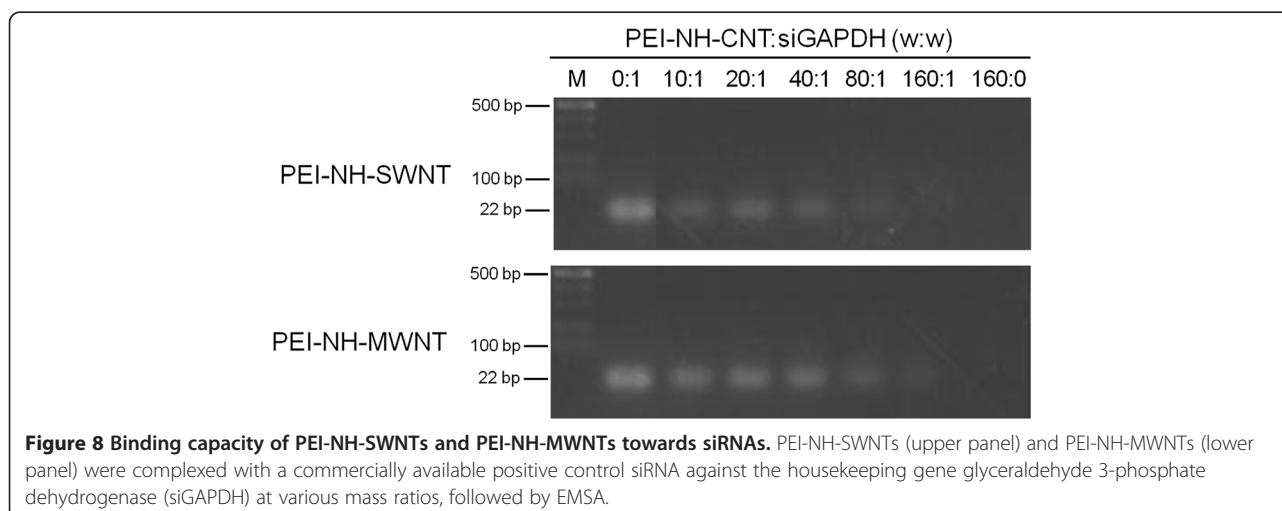 PEI-NH-CNT:siGAPDH (w:w)
M 0:1 10:1 20:1 40:1 80:1 160:1 160:0
500 bp
PEI-NH-SWNT
100 bp
22 bp
500 bp
PEI-NH-MWNT
100 bp
22 bp
Figure 8 Binding capacity of PEI-NH-SWNTs and PEI-NH-MWNTs towards siRNAs. PEI-NH-SWNTs (upper panel) and PEI-NH-MWNTs (lower
panel) were complexed with a commercially available positive control siRNA against the housekeeping gene glyceraldehyde 3-phosphate
dehydrogenase (siGAPDH) at various mass ratios, followed by EMSA.